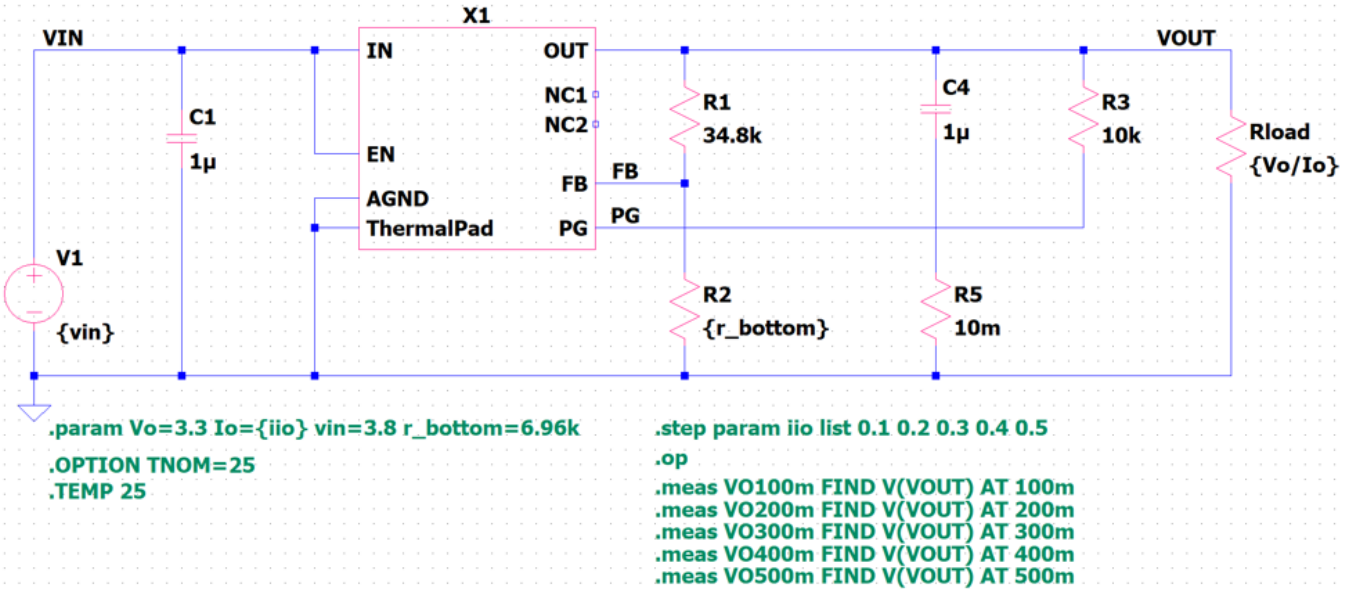 X1
VIN
VOUT
IN
OUT
NC1
NC2
C1
1µ
R1
34.8k
C4
1µ
R3
10k
Rload
{Vo/Io}
EN
AGND
ThermalPad
FB
FB
PG
PG
V1
{vin}
R2
{r_bottom}
R5
10m
.param Vo=3.3 Io={iio} vin=3.8 r_bottom=6.96k
.OPTION TNOM=25
.TEMP 25
.step param iio list 0.1 0.2 0.3 0.4 0.5
.op
.meas VO100m FIND V(VOUT) AT 100m
.meas VO200m FIND V(VOUT) AT 200m
.meas VO300m FIND V(VOUT) AT 300m
.meas VO400m FIND V(VOUT) AT 400m
.meas VO500m FIND V(VOUT) AT 500m